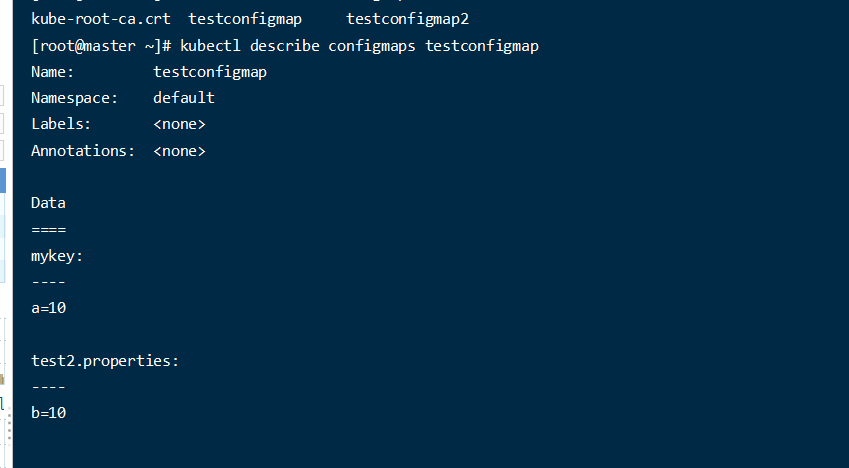 kube-root-ca.crt  testconfigmap     testconfigmap2
[root@master ~]# kubectl describe configmaps testconfigmap
Name:         testconfigmap
Namespace:    default
Labels:       <none>
Annotations:  <none>

Data
====
mykey:
----
a=10

test2.properties:
----
b=10